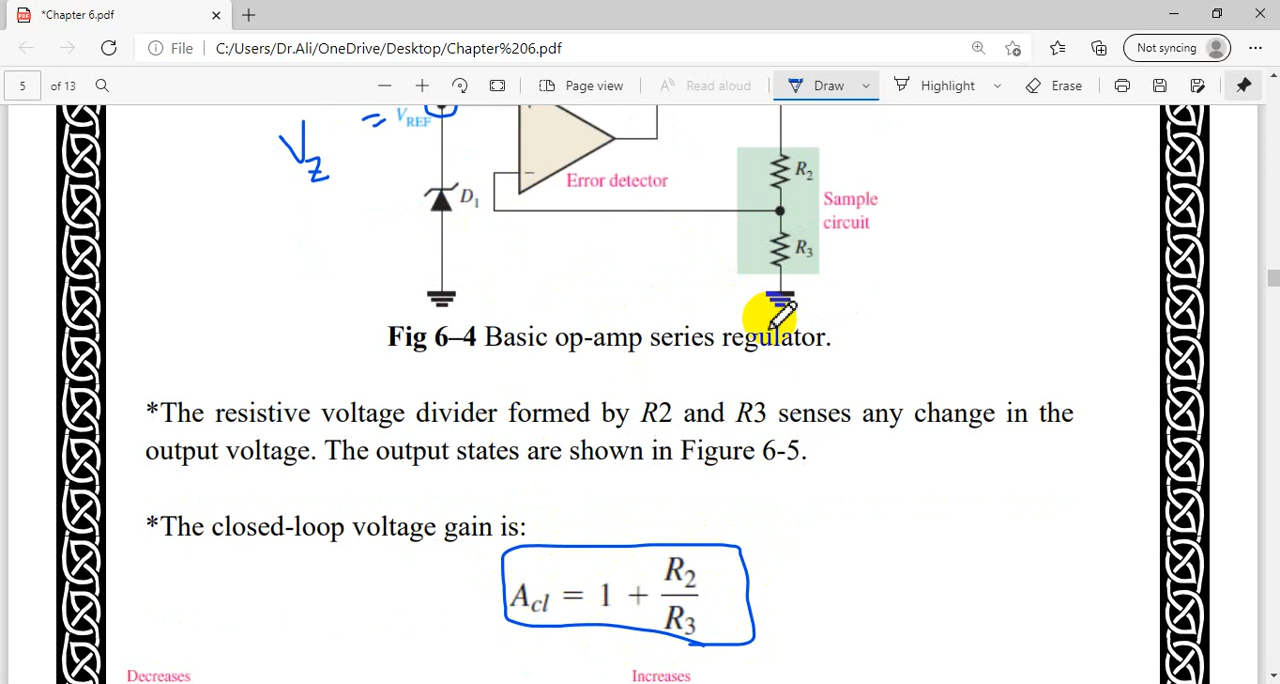 *Chapter 6.pdf
File | C:/Users/Dr.Ali/OneDrive/Desktop/Chapter%206.pdf
Not syncing
5 of 13
Page view
Read aloud
Draw
Highlight
Erase
= VREF
Vz
R2
Error detector
D1
Sample
circuit
R3
Fig 6–4 Basic op-amp series regulator.
*The resistive voltage divider formed by R2 and R3 senses any change in the
output voltage. The output states are shown in Figure 6-5.
*The closed-loop voltage gain is:
Acl = 1 + R2/R3
Decreases
Increases